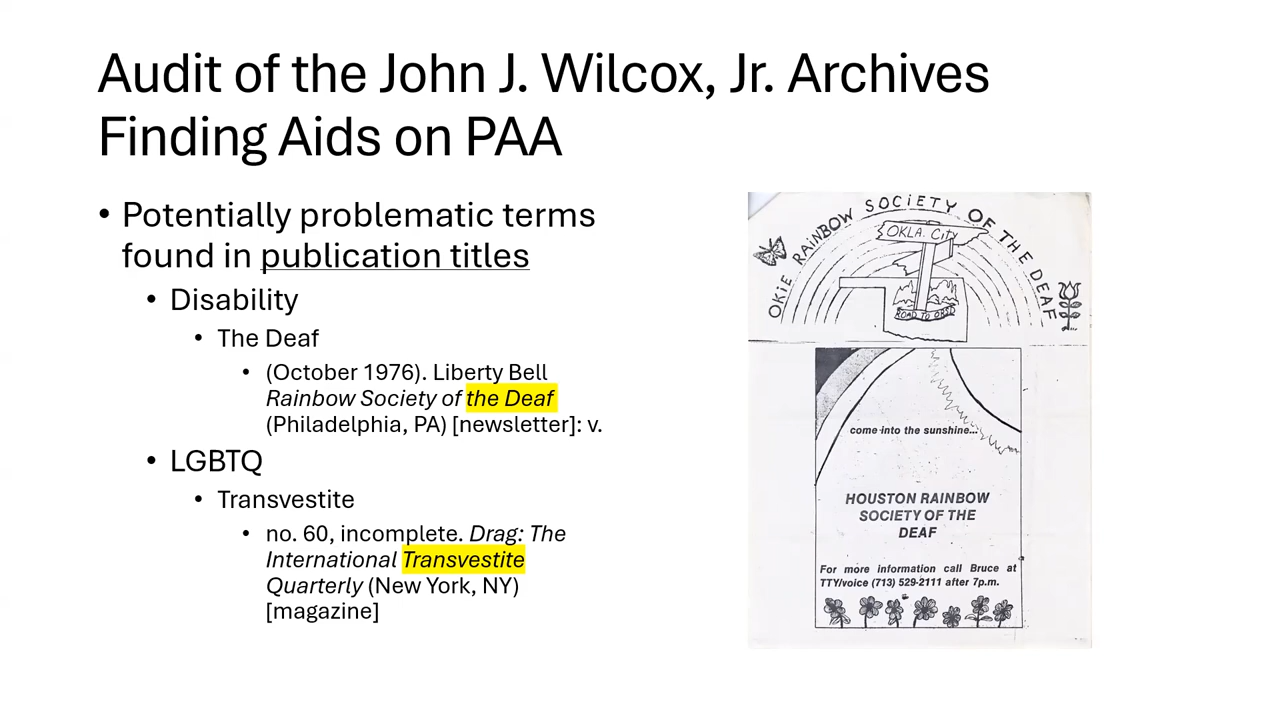 Audit of the John J. Wilcox, Jr. Archives
Finding Aids on PAA
• Potentially problematic terms
found in publication titles
• Disability
• The Deaf
• (October 1976). Liberty Bell
Rainbow Society of the Deaf
(Philadelphia, PA) [newsletter]: v.
• LGBTQ
• Transvestite
• no. 60, incomplete. Drag: The
International Transvestite
Quarterly (New York, NY)
[magazine]
OKIE RAINBOW SOCIETY OF THE DEAF
OKLA. CITY
ROAD TO ORSD
come into the sunshine...
HOUSTON RAINBOW
SOCIETY OF THE
DEAF
For more information call Bruce at
TTY/voice (713) 529-2111 after 7p.m.